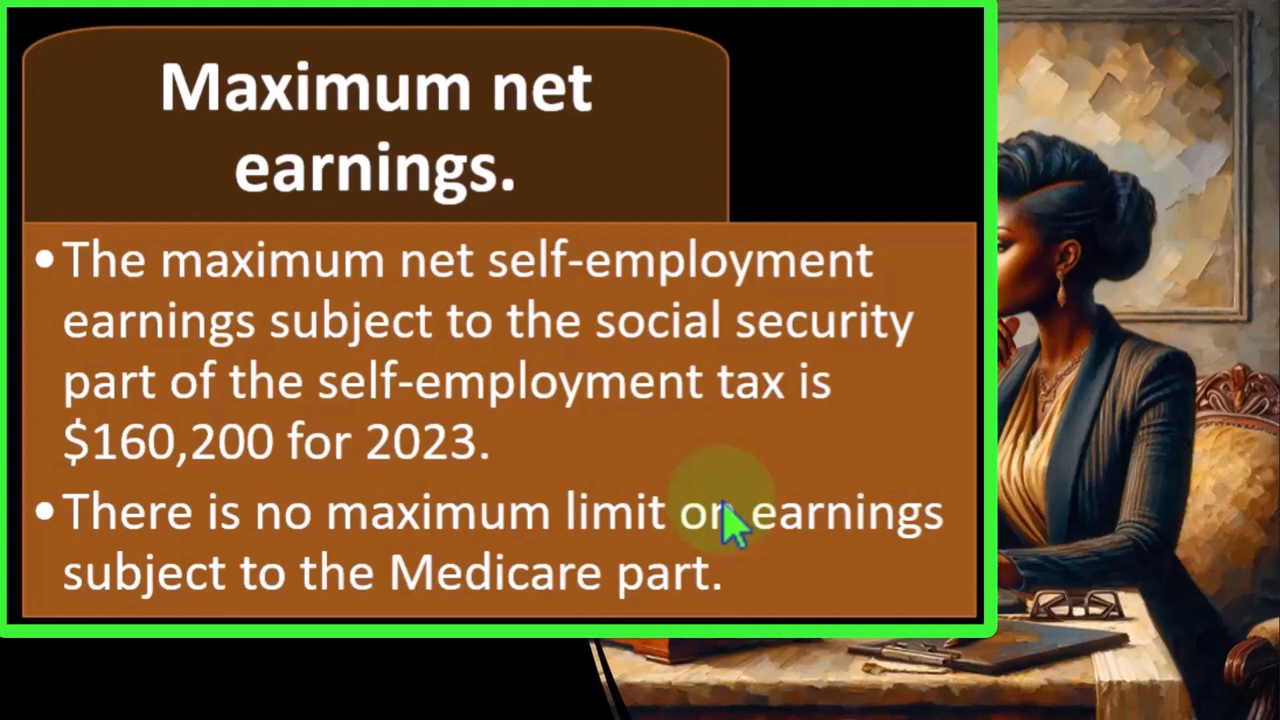 Maximum net
earnings.
•The maximum net self-employment
earnings subject to the social security
part of the self-employment tax is
$160,200 for 2023.
•There is no maximum limit on earnings
subject to the Medicare part.